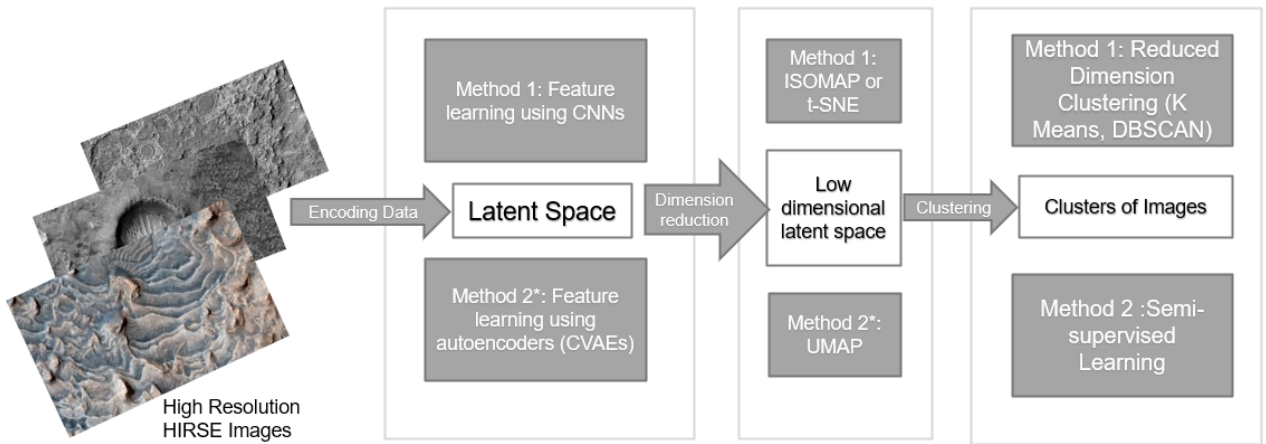 High Resolution
HIRSE Images
Encoding Data
Method 1: Feature
learning using CNNs
Latent Space
Method 2*: Feature
learning using
autoencoders (CVAEs)
Dimension
reduction
Method 1:
ISOMAP or
t-SNE
Low
dimensional
latent space
Method 2*:
UMAP
Clustering
Method 1: Reduced
Dimension
Clustering (K
Means, DBSCAN)
Clusters of Images
Method 2 :Semi-
supervised
Learning